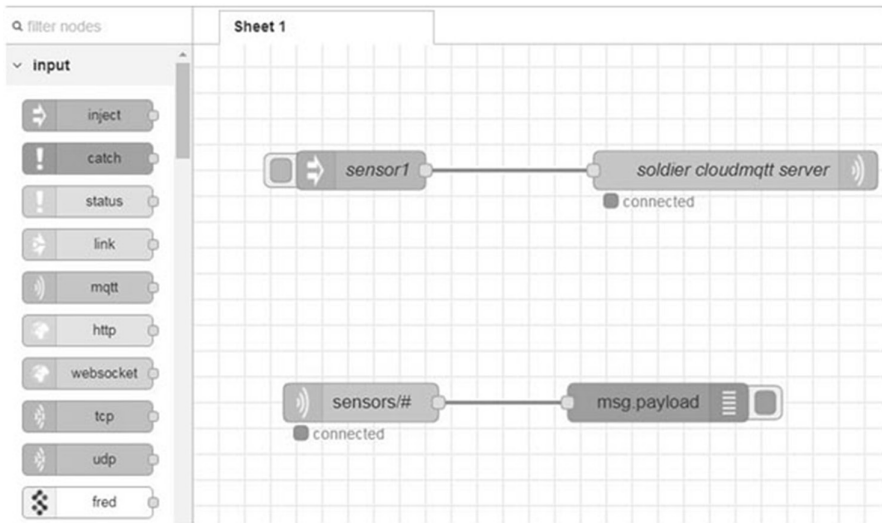 filter nodes
Sheet 1
input
inject
catch
status
link
mqtt
http
websocket
tcp
udp
fred
sensor1
soldier cloudmqtt server
connected
sensors/#
msg.payload
connected